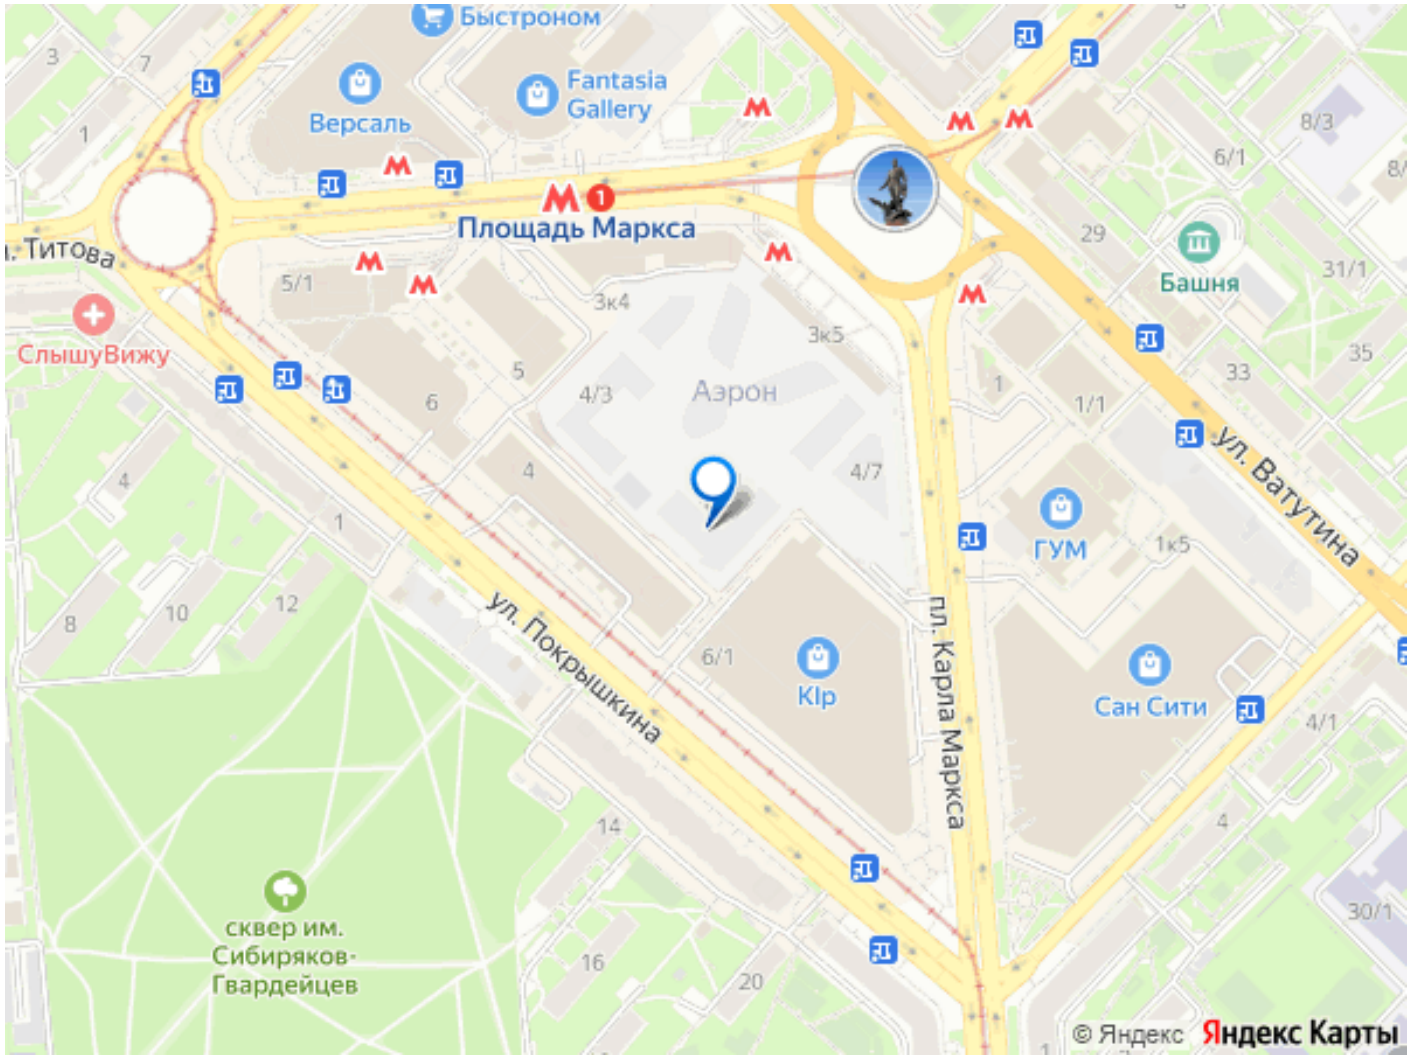 Быстроном
3
7
Fantasia
Gallery
Версаль
1
8/3
6/1
8/
М
М
М
М
М
1
Площадь Маркса
л. Титова
29
Башня
31/1
М
М
М
М
5/1
3к4
3к5
СлышуВижу
35
33
5
6
4/3
Аэрон
1
1/1
ул. Ватутина
4
4
4/7
1
ГУМ
1к5
8
10
12
ул. Покрышкина
6/1
KIp
пл. Карла Маркса
Сан Сити
4/1
14
4
сквер им.
Сибиряков-
Гвардейцев
16
20
30/1
1
© Яндекс
Яндекс Карты